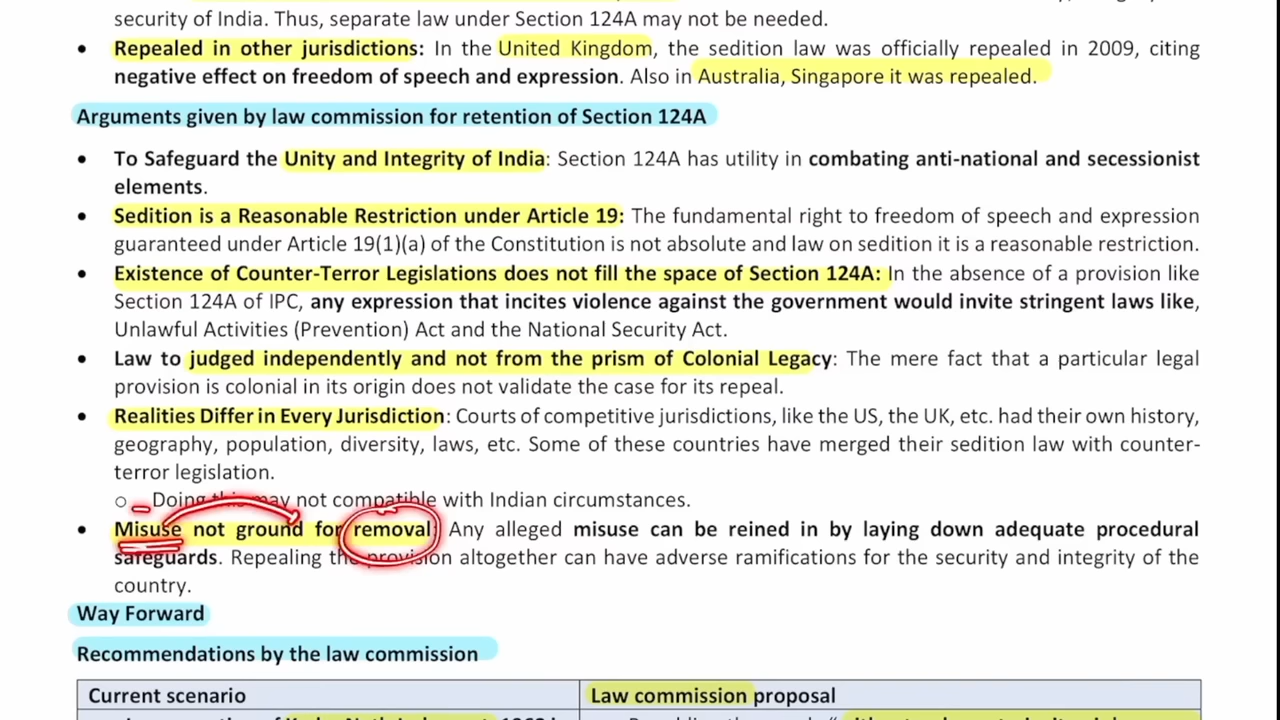 security of India. Thus, separate law under Section 124A may not be needed.
• Repealed in other jurisdictions: In the United Kingdom, the sedition law was officially repealed in 2009, citing
negative effect on freedom of speech and expression. Also in Australia, Singapore it was repealed.
Arguments given by law commission for retention of Section 124A
• To Safeguard the Unity and Integrity of India: Section 124A has utility in combating anti-national and secessionist
elements.
• Sedition is a Reasonable Restriction under Article 19: The fundamental right to freedom of speech and expression
guaranteed under Article 19(1)(a) of the Constitution is not absolute and law on sedition it is a reasonable restriction.
• Existence of Counter-Terror Legislations does not fill the space of Section 124A: In the absence of a provision like
Section 124A of IPC, any expression that incites violence against the government would invite stringent laws like,
Unlawful Activities (Prevention) Act and the National Security Act.
• Law to judged independently and not from the prism of Colonial Legacy: The mere fact that a particular legal
provision is colonial in its origin does not validate the case for its repeal.
• Realities Differ in Every Jurisdiction: Courts of competitive jurisdictions, like the US, the UK, etc. had their own history,
geography, population, diversity, laws, etc. Some of these countries have merged their sedition law with counter-
terror legislation.
o Doing this may not compatible with Indian circumstances.
• Misuse not ground for removal: Any alleged misuse can be reined in by laying down adequate procedural
safeguards. Repealing the provision altogether can have adverse ramifications for the security and integrity of the
country.
Way Forward
Recommendations by the law commission
Current scenario
Law commission proposal